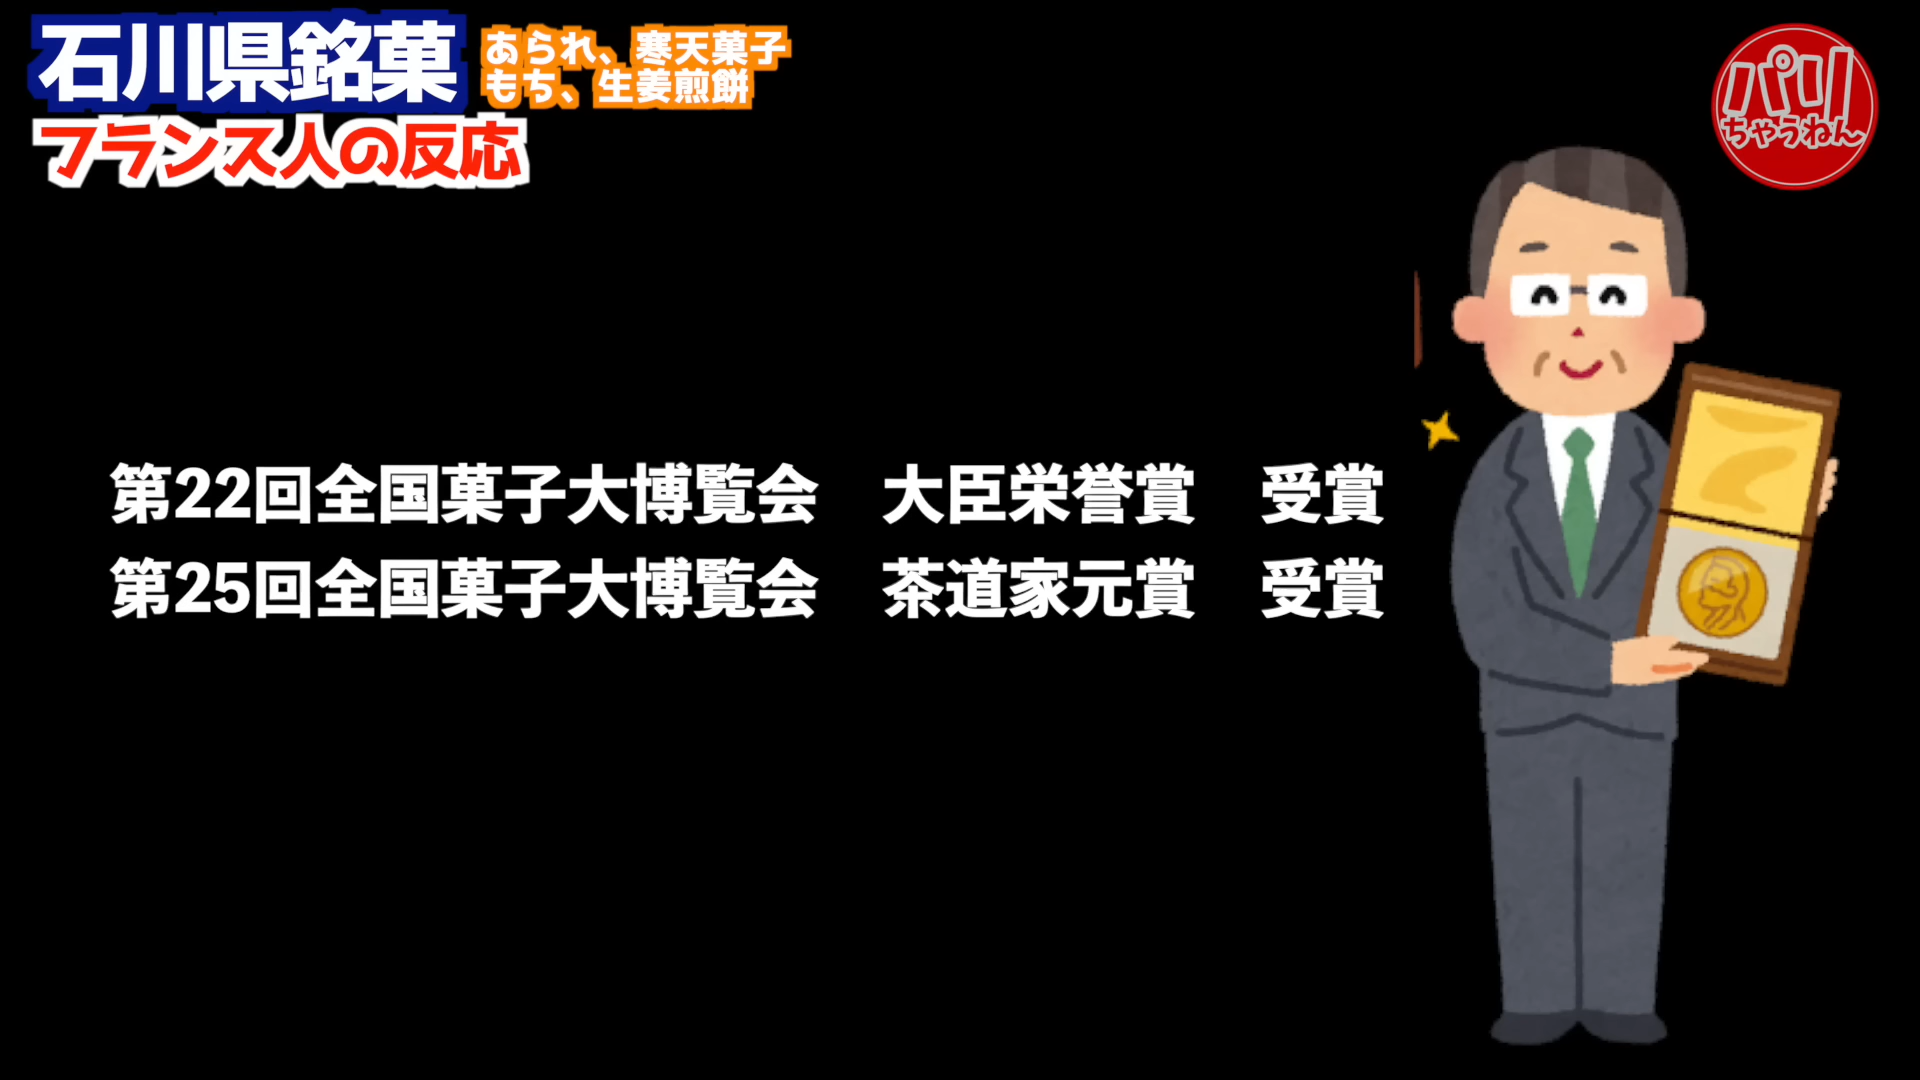 石川県銘菓
あられ、寒天菓子
もち、生姜煎餅
フランス人の反応
パリ
ちゃうねん
第22回全国菓子大博覧会　大臣栄誉賞　受賞
第25回全国菓子大博覧会　茶道家元賞　受賞